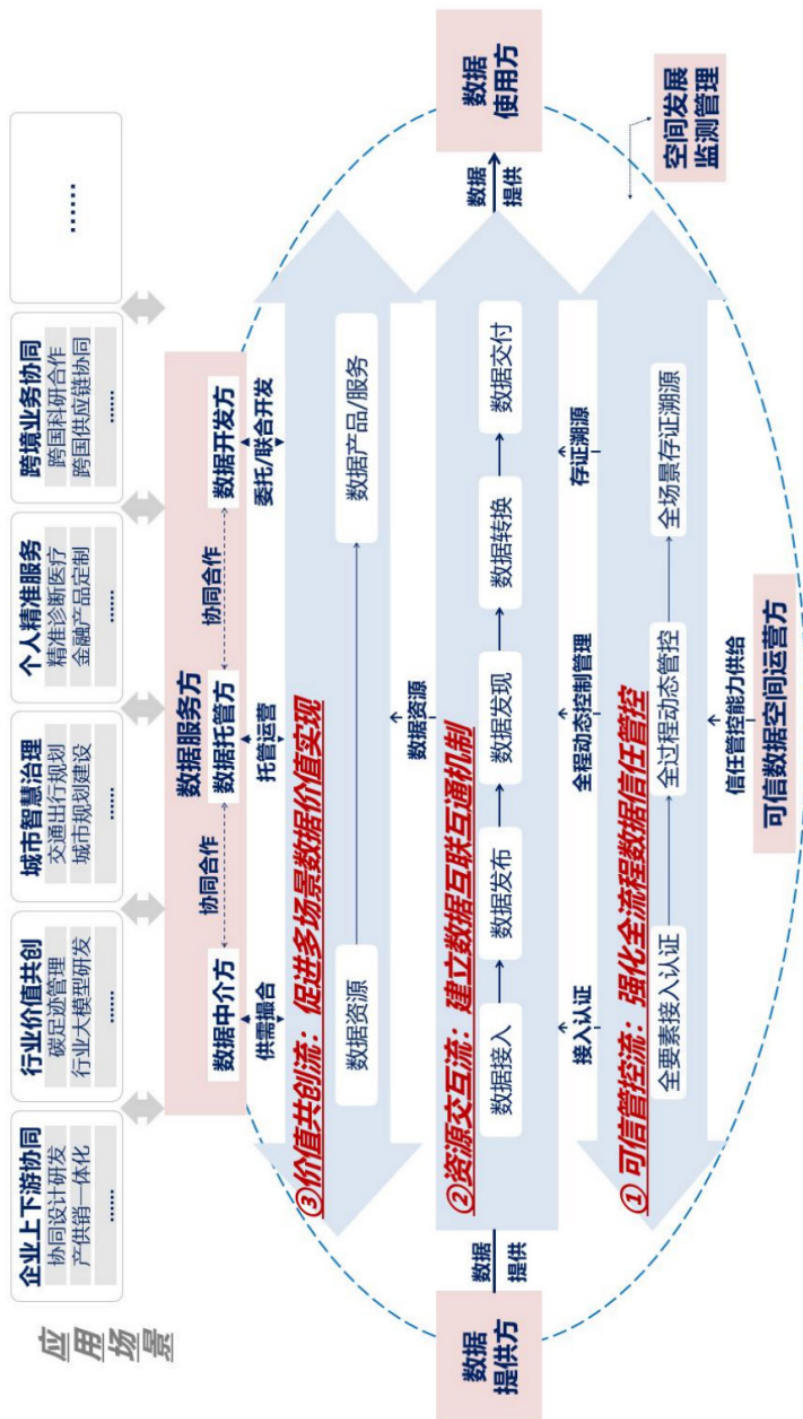 应用场景
企业上下游协同
协同设计研发
产供销一体化
……
行业价值共创
碳足迹管理
行业大模型研发
……
城市智慧治理
交通出行规划
城市规划建设
……
个人精准服务
精准诊断医疗
金融产品定制
……
跨境业务协同
跨国科研合作
跨国供应链协同
……
……
数据服务方
数据中介方
协同合作
数据托管方
协同合作
数据开发方
供需撮合
托管运营
委托/联合开发
③价值共创流：促进多场景数据价值实现
数据资源
数据产品/服务
数据资源
数据
提供方
数据
提供
②资源交互流：建立数据互联互通机制
数据接入
数据发布
数据发现
数据转换
数据交付
数据
提供
数据
使用方
接入认证
全程动态控制管理
存证溯源
①可信管控流：强化全流程数据信任管控
全要素接入认证
全过程动态管控
全场景存证溯源
信任管控能力供给
可信数据空间运营方
空间发展
监测管理